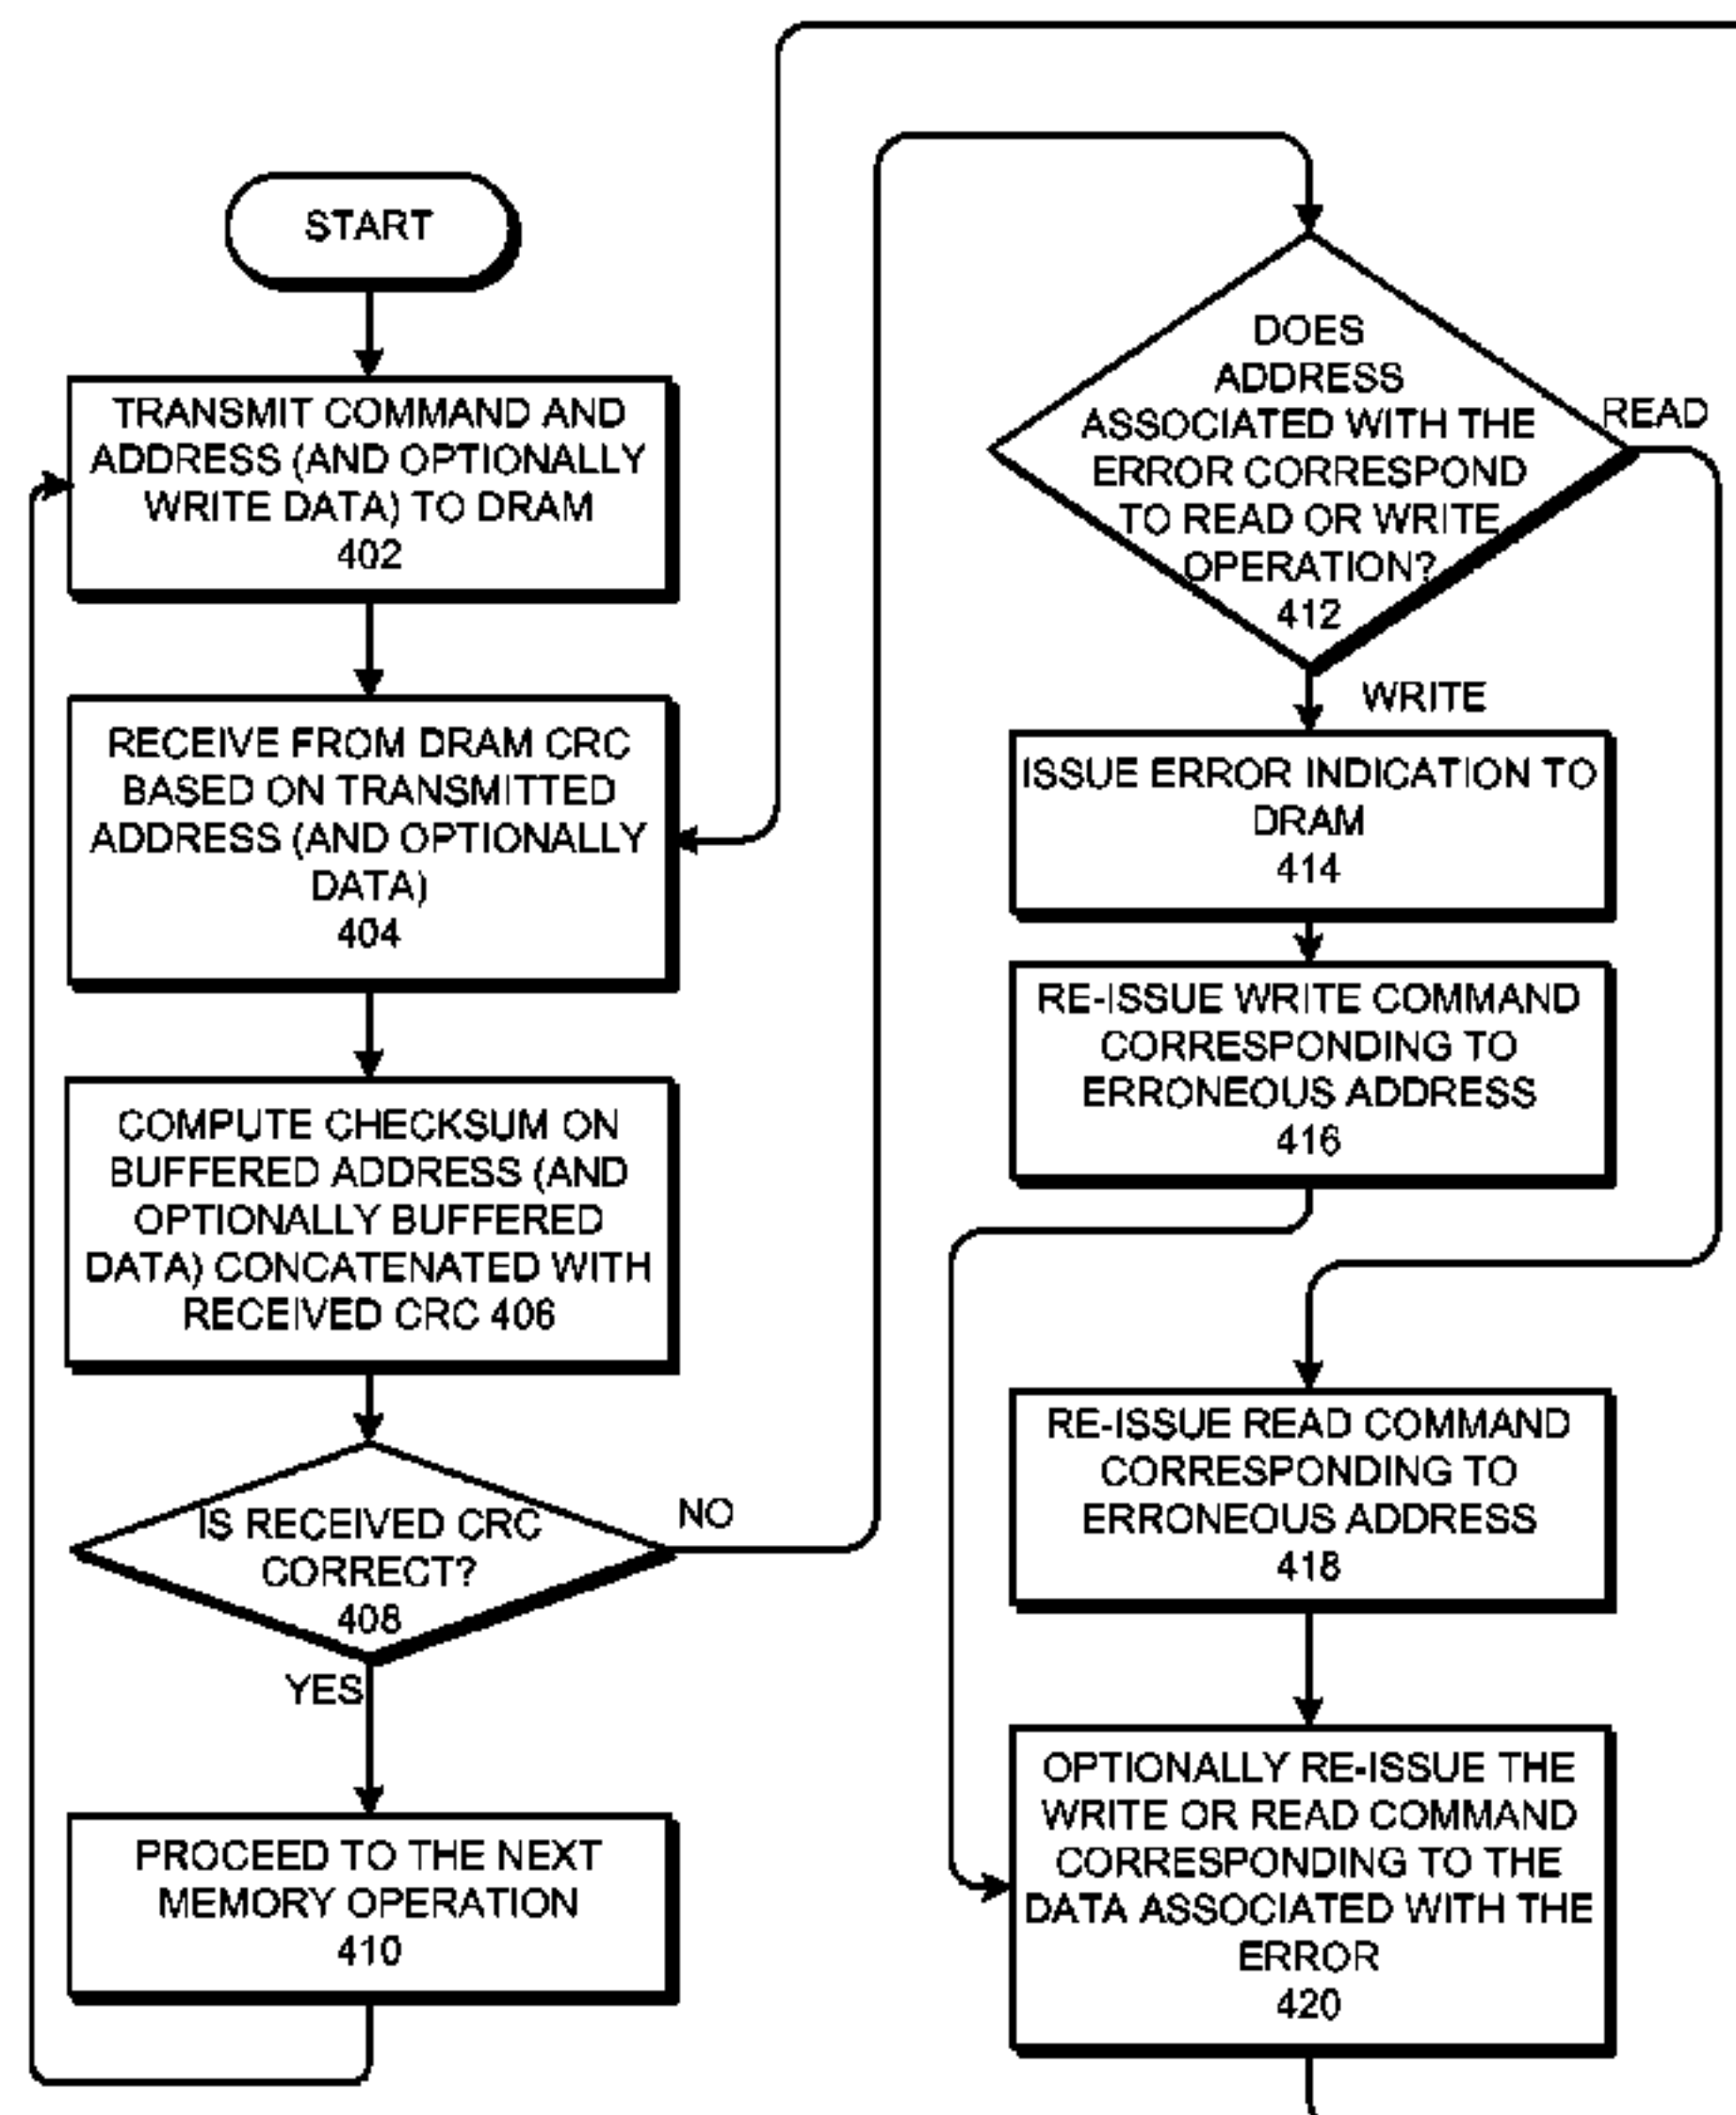 START
TRANSMIT COMMAND AND
ADDRESS (AND OPTIONALLY
WRITE DATA) TO DRAM
402
RECEIVE FROM DRAM CRC
BASED ON TRANSMITTED
ADDRESS (AND OPTIONALLY
DATA)
404
COMPUTE CHECKSUM ON
BUFFERED ADDRESS (AND
OPTIONALLY BUFFERED
DATA) CONCATENATED WITH
RECEIVED CRC 406
IS RECEIVED CRC
CORRECT?
408
NO
YES
PROCEED TO THE NEXT
MEMORY OPERATION
410
DOES
ADDRESS
ASSOCIATED WITH THE
ERROR CORRESPOND
TO READ OR WRITE
OPERATION?
412
READ
WRITE
ISSUE ERROR INDICATION TO
DRAM
414
RE-ISSUE WRITE COMMAND
CORRESPONDING TO
ERRONEOUS ADDRESS
416
RE-ISSUE READ COMMAND
CORRESPONDING TO
ERRONEOUS ADDRESS
418
OPTIONALLY RE-ISSUE THE
WRITE OR READ COMMAND
CORRESPONDING TO THE
DATA ASSOCIATED WITH THE
ERROR
420